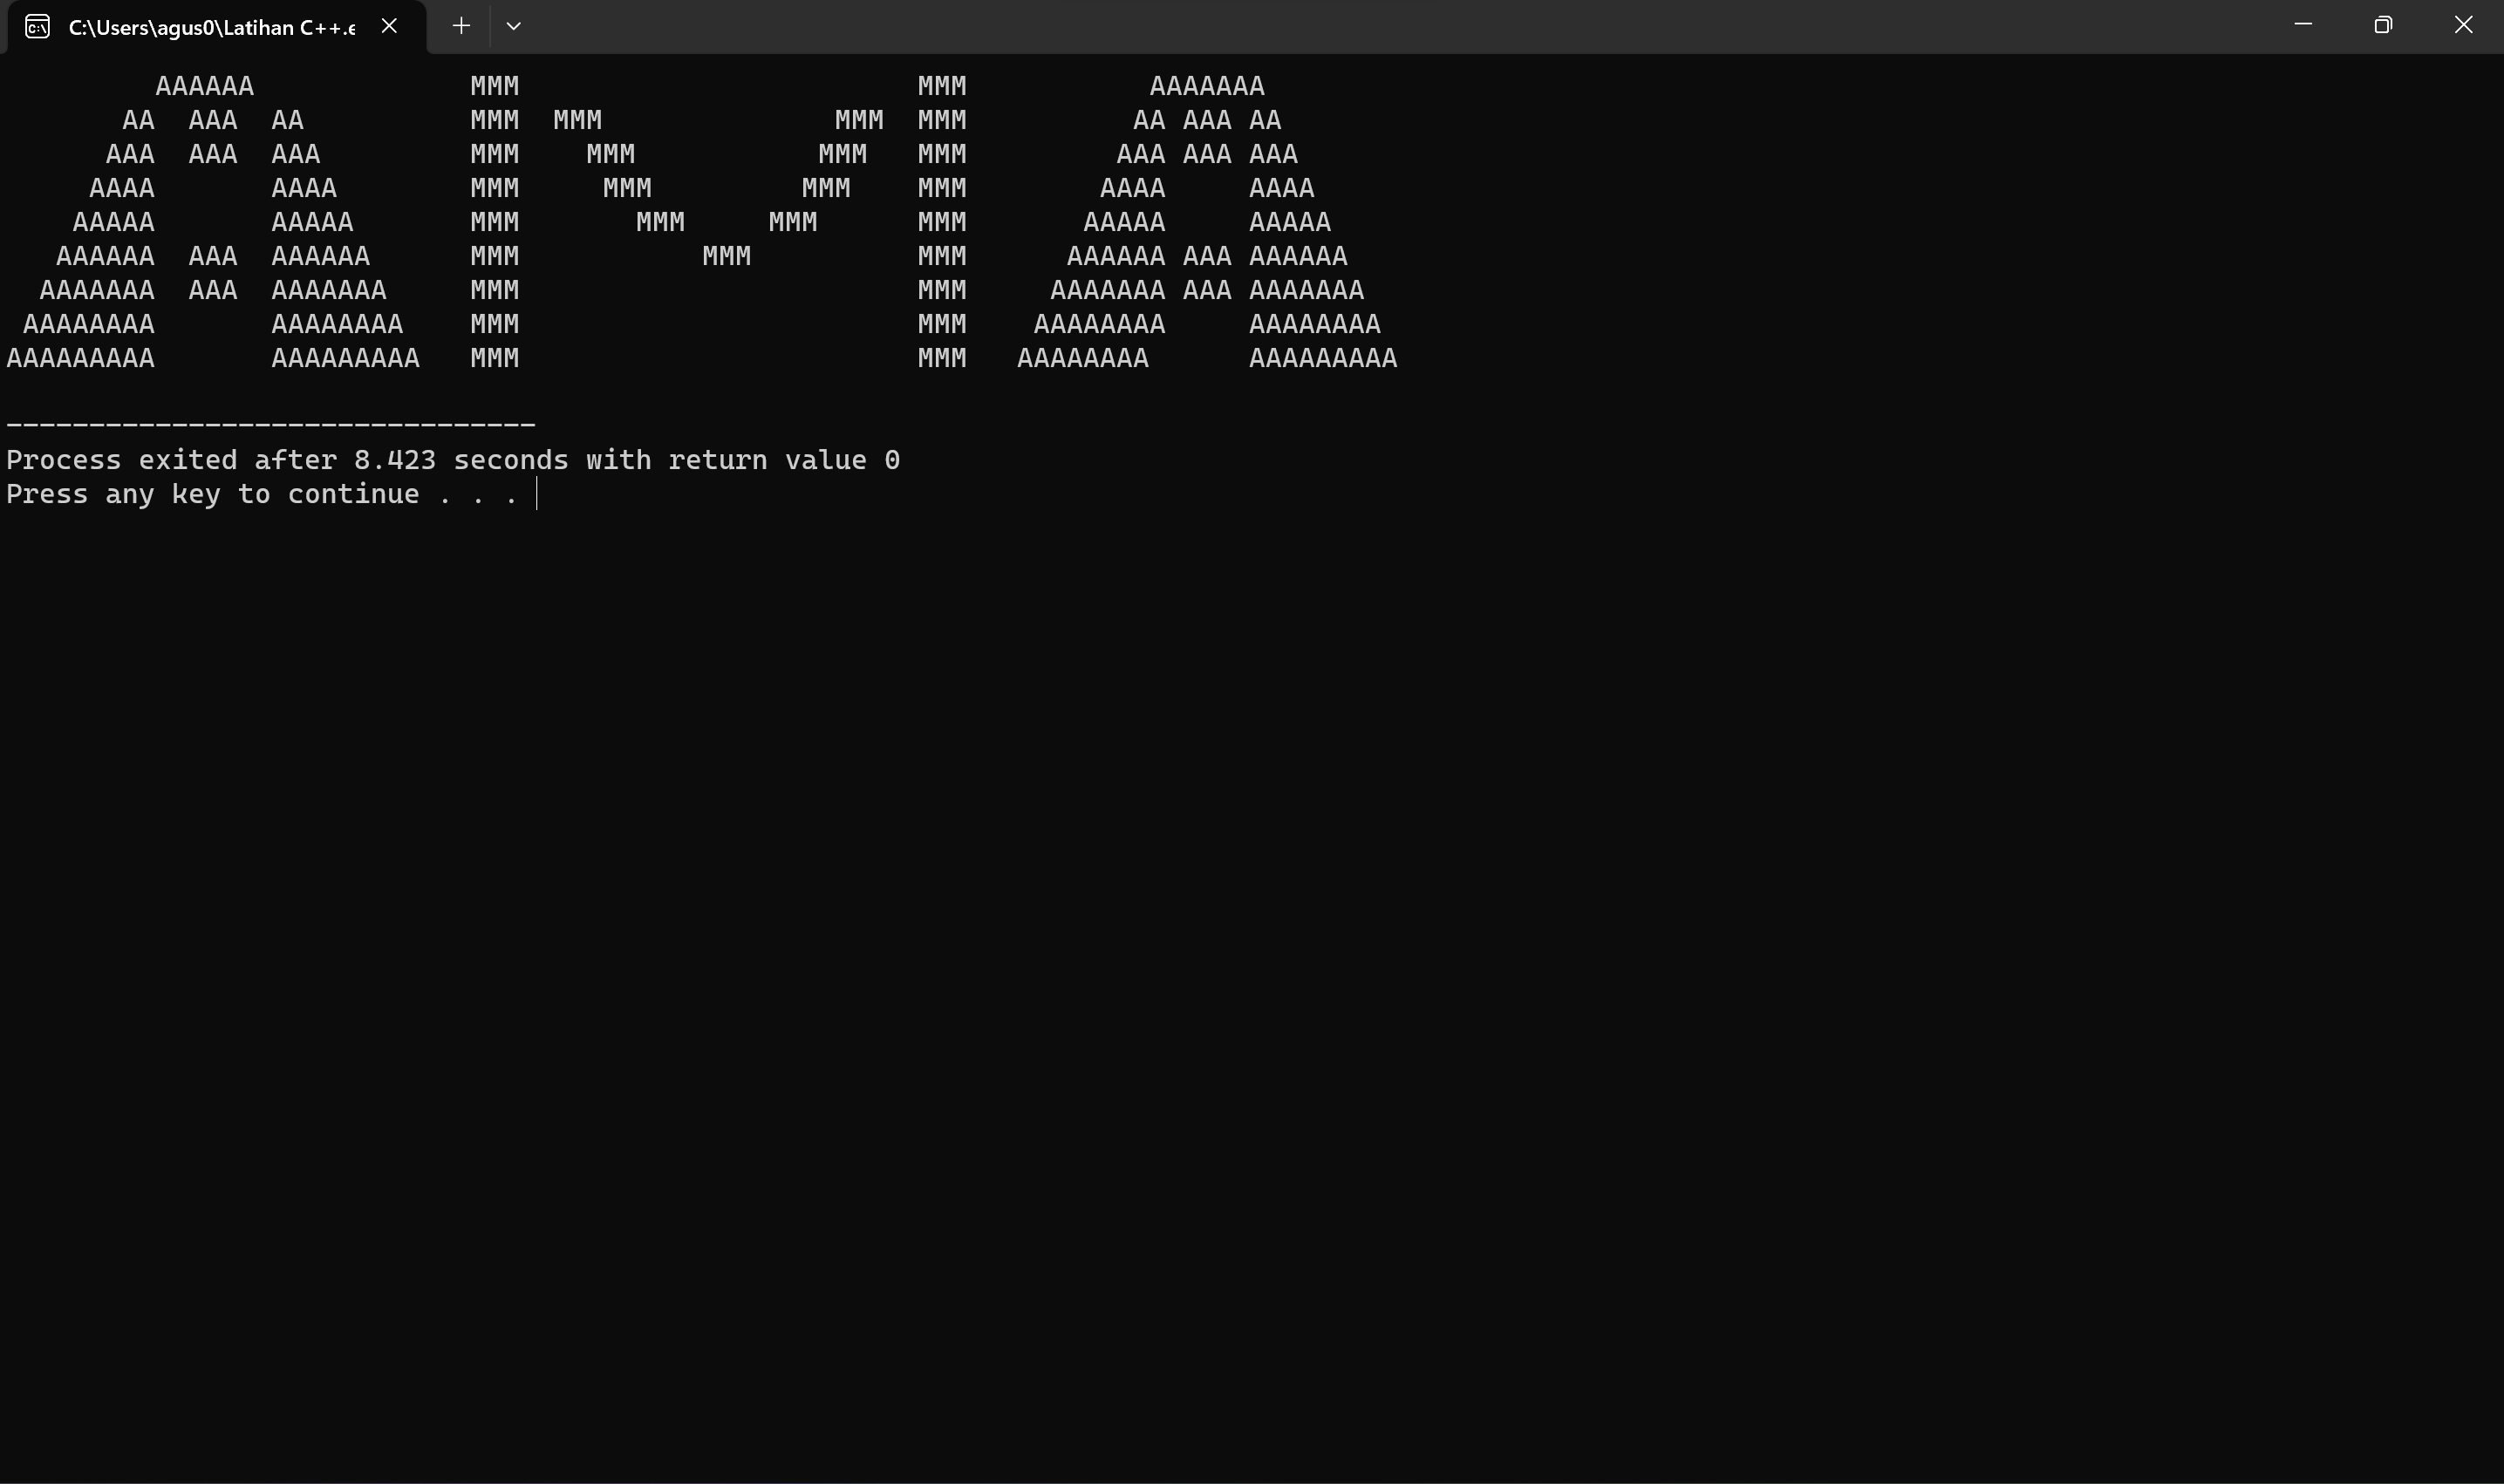 C:\Users\agus0\Latihan C++.e
         AAAAAA             MMM                        MMM           AAAAAAA
       AA  AAA  AA          MMM  MMM              MMM  MMM          AA AAA AA
      AAA  AAA  AAA         MMM    MMM           MMM   MMM         AAA AAA AAA
     AAAA       AAAA        MMM     MMM         MMM    MMM        AAAA     AAAA
    AAAAA       AAAAA       MMM       MMM     MMM      MMM       AAAAA     AAAAA
   AAAAAA  AAA  AAAAAA      MMM           MMM          MMM      AAAAAA AAA AAAAAA
  AAAAAAA  AAA  AAAAAAA     MMM                        MMM     AAAAAAA AAA AAAAAAA
 AAAAAAAA       AAAAAAAA    MMM                        MMM    AAAAAAAA     AAAAAAAA
AAAAAAAAA       AAAAAAAAA   MMM                        MMM   AAAAAAAA      AAAAAAAAA
--------------------------------
Process exited after 8.423 seconds with return value 0
Press any key to continue . . .